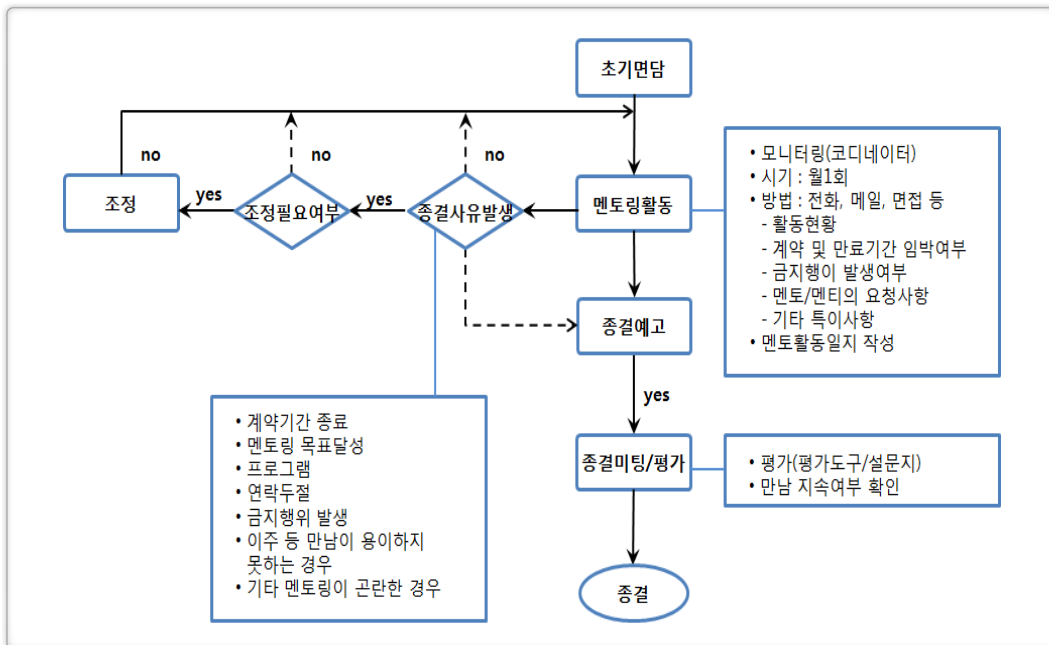 초기면담
no
no
no
조정
yes
조정필요여부
yes
종결사유발생
멘토링활동
• 모니터링(코디네이터)
• 시기 : 월1회
• 방법 : 전화, 메일, 면접 등
- 활동현황
- 계약 및 만료기간 임박여부
- 금지행이 발생여부
- 멘토/멘티의 요청사항
- 기타 특이사항
• 멘토활동일지 작성
종결예고
yes
• 계약기간 종료
• 멘토링 목표달성
• 프로그램
• 연락두절
• 금지행위 발생
• 이주 등 만남이 용이하지
못하는 경우
• 기타 멘토링이 곤란한 경우
종결미팅/평가
• 평가(평가도구/설문지)
• 만남 지속여부 확인
종결